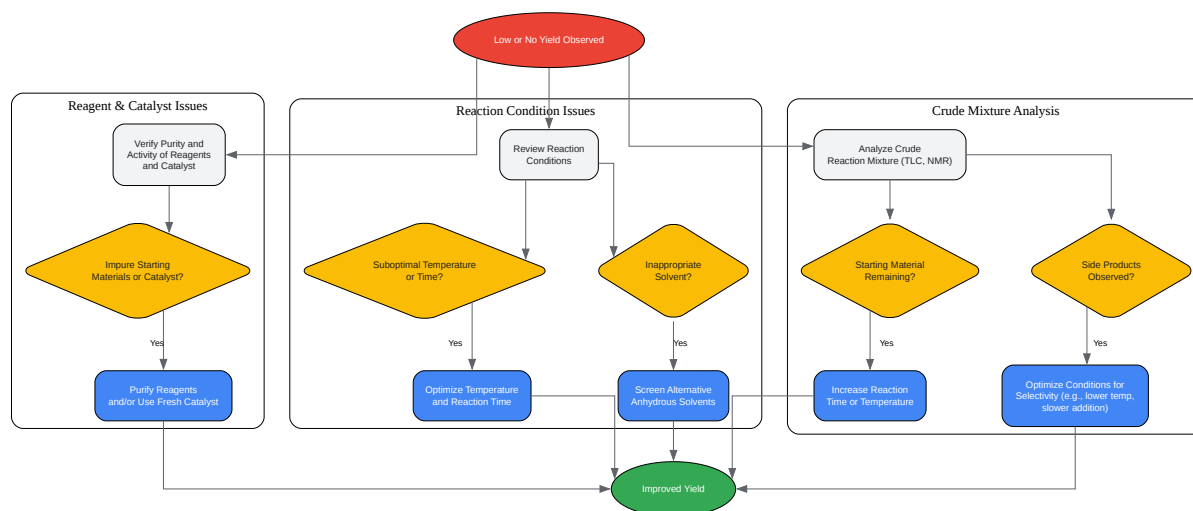 Low or No Yield Observed
Reagent & Catalyst Issues
Verify Purity and
Activity of Reagents
and Catalyst
Impure Starting
Materials or Catalyst?
Yes
Purify Reagents
and/or Use Fresh Catalyst
Reaction Condition Issues
Review Reaction
Conditions
Suboptimal Temperature
or Time?
Yes
Optimize Temperature
and Reaction Time
Inappropriate
Solvent?
Yes
Screen Alternative
Anhydrous Solvents
Crude Mixture Analysis
Analyze Crude
Reaction Mixture (TLC, NMR)
Starting Material
Remaining?
Yes
Increase Reaction
Time or Temperature
Side Products
Observed?
Yes
Optimize Conditions for
Selectivity (e.g., lower temp,
slower addition)
Improved Yield